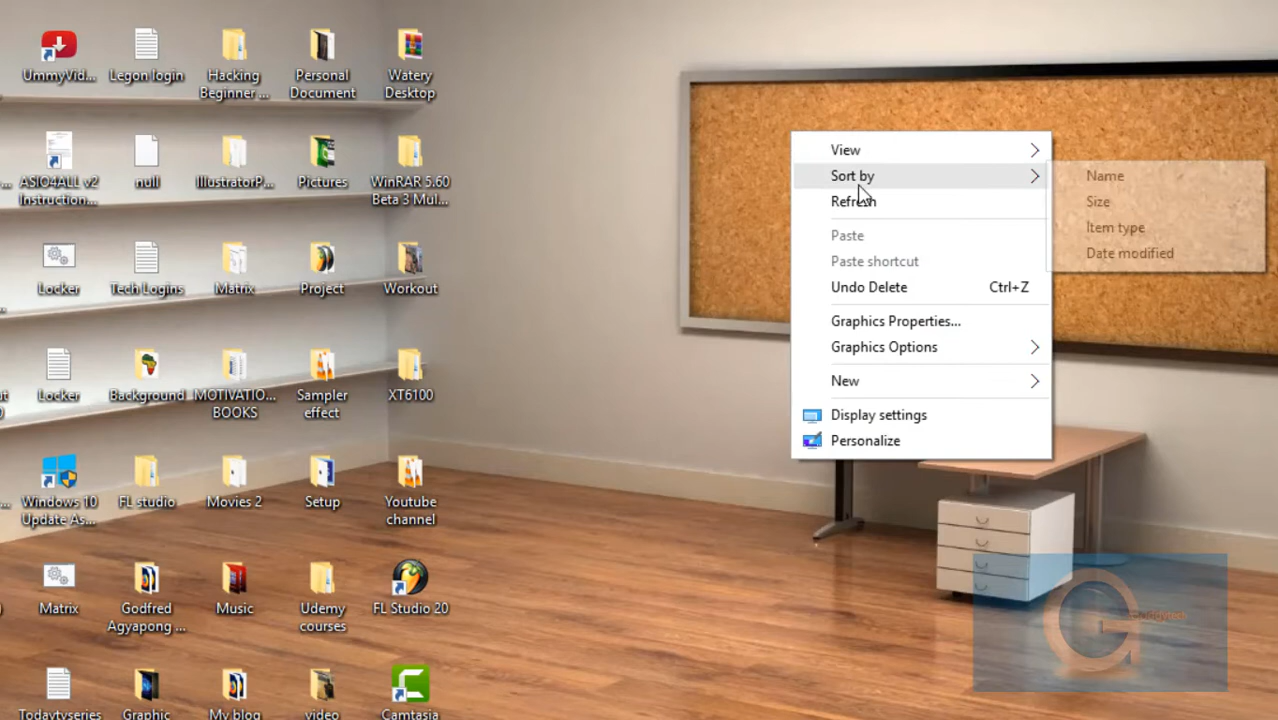 UmmyVid...
Legon login
Hacking
Beginner ...
Personal
Document
Watery
Desktop
ASIO4ALL v2
Instruction...
null
IllustratorP...
Pictures
WinRAR 5.60
Beta 3 Mul...
Locker
Tech Logins
Matrix
Project
Workout
Locker
Background
MOTIVATIO...
BOOKS
Sampler
effect
XT6100
Windows 10
Update As...
FL studio
Movies 2
Setup
Youtube
channel
Matrix
Godfred
Agyapong ...
Music
Udemy
courses
FL Studio 20
Todaytvseries
Graphic
My blog
video
Camtasia
View
Sort by
Refresh
Paste
Paste shortcut
Undo Delete Ctrl+Z
Graphics Properties...
Graphics Options
New
Display settings
Personalize
Name
Size
Item type
Date modified